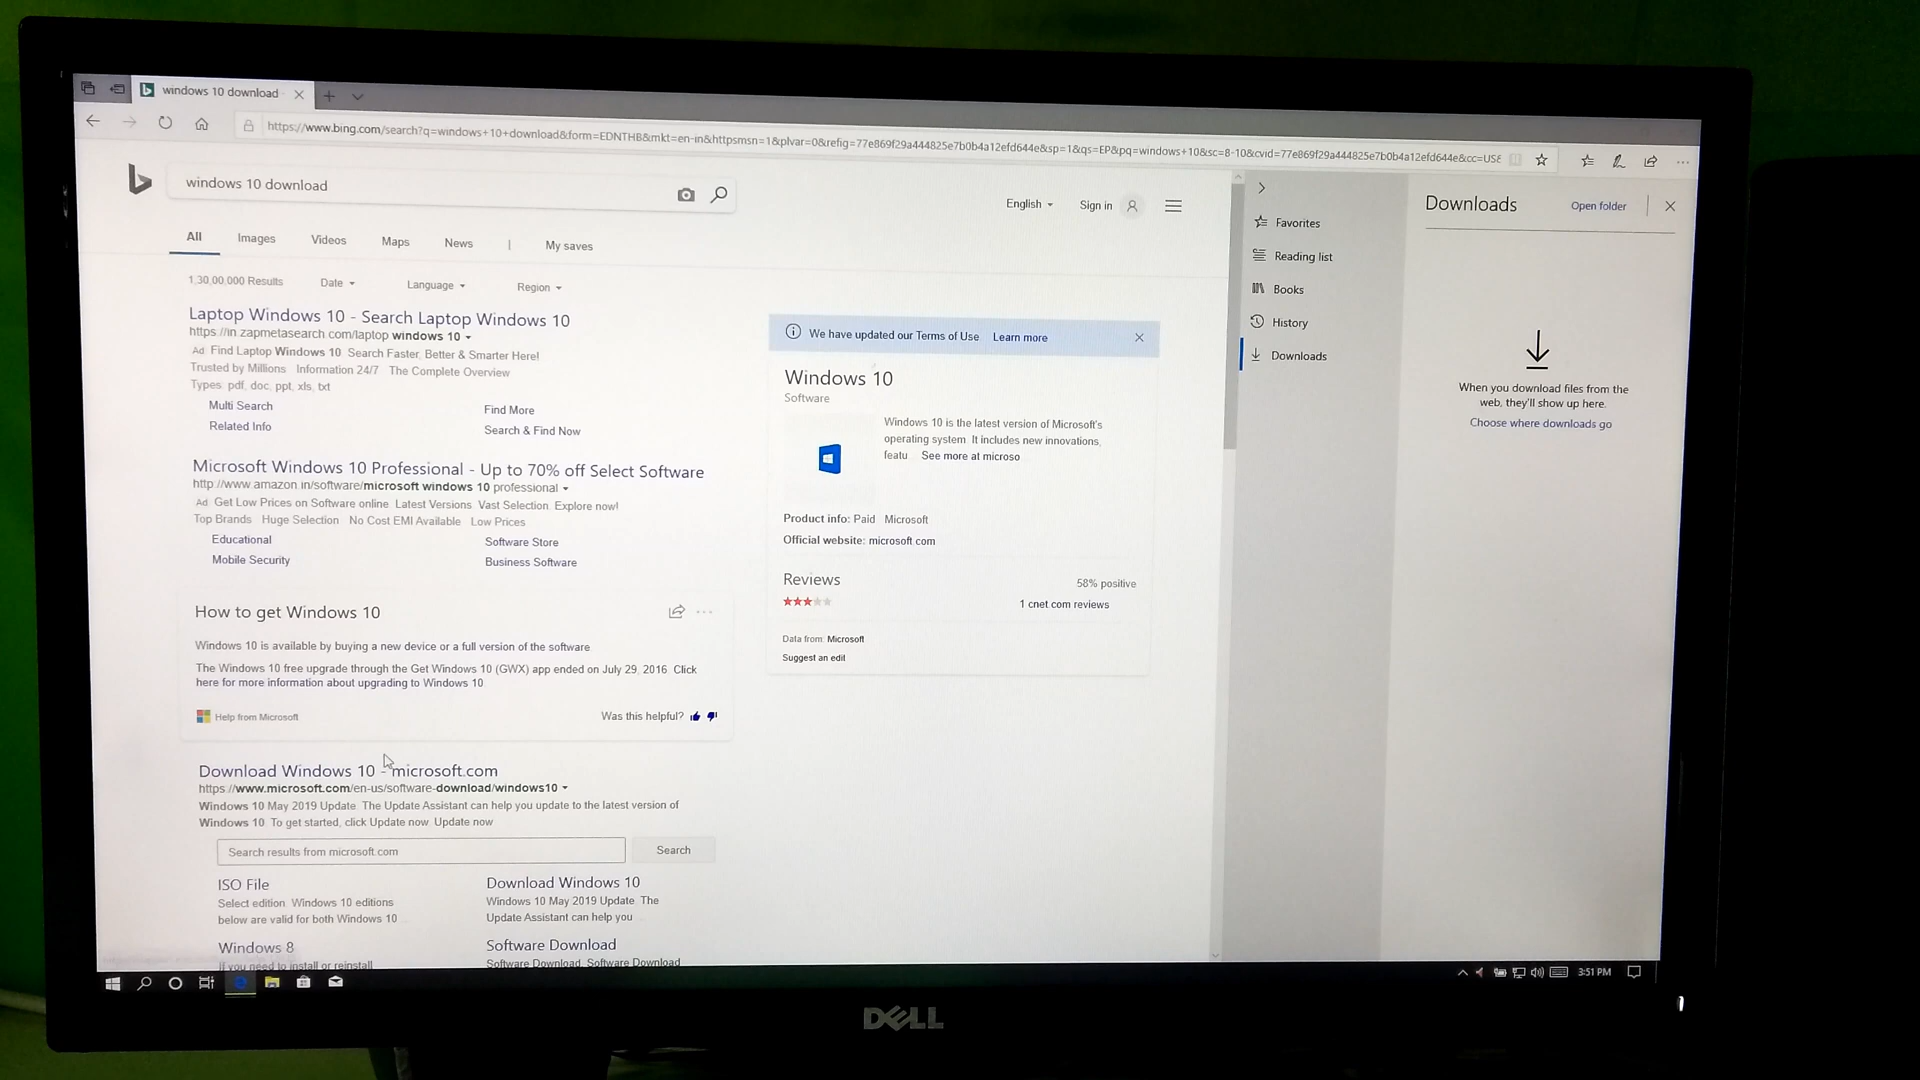 windows 10 download
https://www.bing.com/search?q=windows+10+download&form=EDNTHB&mkt=en-in&httpsmsn=1&plvar=0&refig=77e869f29a444825e7b0b4a12efd644e&sp=1&qs=EP&pq=windows+10&sc=8-10&cvid=77e869f29a444825e7b0b4a12efd644e&cc=US&
windows 10 download
English
Sign in
All Images Videos Maps News | My saves
1,30,00,000 Results Date Language Region
Laptop Windows 10 - Search Laptop Windows 10
https://in.zapmetasearch.com/laptop windows 10
Ad Find Laptop Windows 10 Search Faster, Better & Smarter Here!
Trusted by Millions Information 24/7 The Complete Overview
Types: pdf, doc, ppt, xls, txt
Multi Search Find More
Related Info Search & Find Now
Microsoft Windows 10 Professional - Up to 70% off Select Software
http://www.amazon.in/software/microsoft windows 10 professional
Ad Get Low Prices on Software online. Latest Versions. Vast Selection. Explore now!
Top Brands Huge Selection No Cost EMI Available Low Prices
Educational Software Store
Mobile Security Business Software
How to get Windows 10
Windows 10 is available by buying a new device or a full version of the software.
The Windows 10 free upgrade through the Get Windows 10 (GWX) app ended on July 29, 2016. Click
here for more information about upgrading to Windows 10.
Help from Microsoft Was this helpful?
Download Windows 10 - microsoft.com
https://www.microsoft.com/en-us/software-download/windows10
Windows 10 May 2019 Update. The Update Assistant can help you update to the latest version of
Windows 10. To get started, click Update now. Update now
Search results from microsoft.com Search
ISO File
Select edition. Windows 10 editions
below are valid for both Windows 10
Download Windows 10
Windows 10 May 2019 Update. The
Update Assistant can help you
Windows 8
If you need to install or reinstall
Software Download
Software Download. Software Download
We have updated our Terms of Use Learn more
Windows 10
Software
Windows 10 is the latest version of Microsoft's
operating system. It includes new innovations,
featu See more at microso
Product info: Paid Microsoft
Official website: microsoft.com
Reviews
58% positive
1 cnet.com reviews
Data from: Microsoft
Suggest an edit
Favorites
Reading list
Books
History
Downloads
Downloads
Open folder
When you download files from the
web, they'll show up here.
Choose where downloads go
3:51 PM
DELL